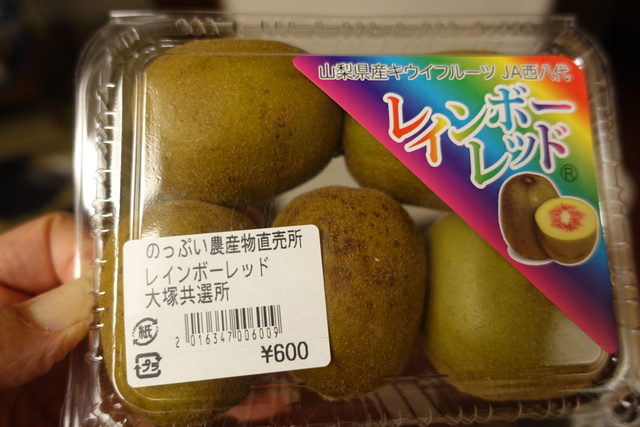 山梨県産キウイフルーツ JA西八代
レインボー
レッド®
のっぷい農産物直売所
レインボーレッド
大塚共選所
紙
2 016347 006009
プラ
¥600